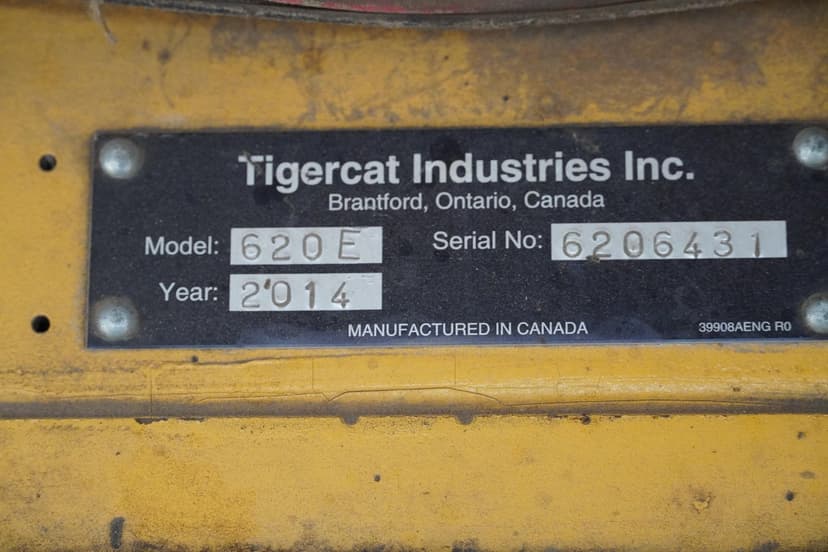 Tigercat Industries Inc.
Brantford, Ontario, Canada
Model: 620E Serial No: 6206431
Year: 2014
MANUFACTURED IN CANADA 39908AENG R0